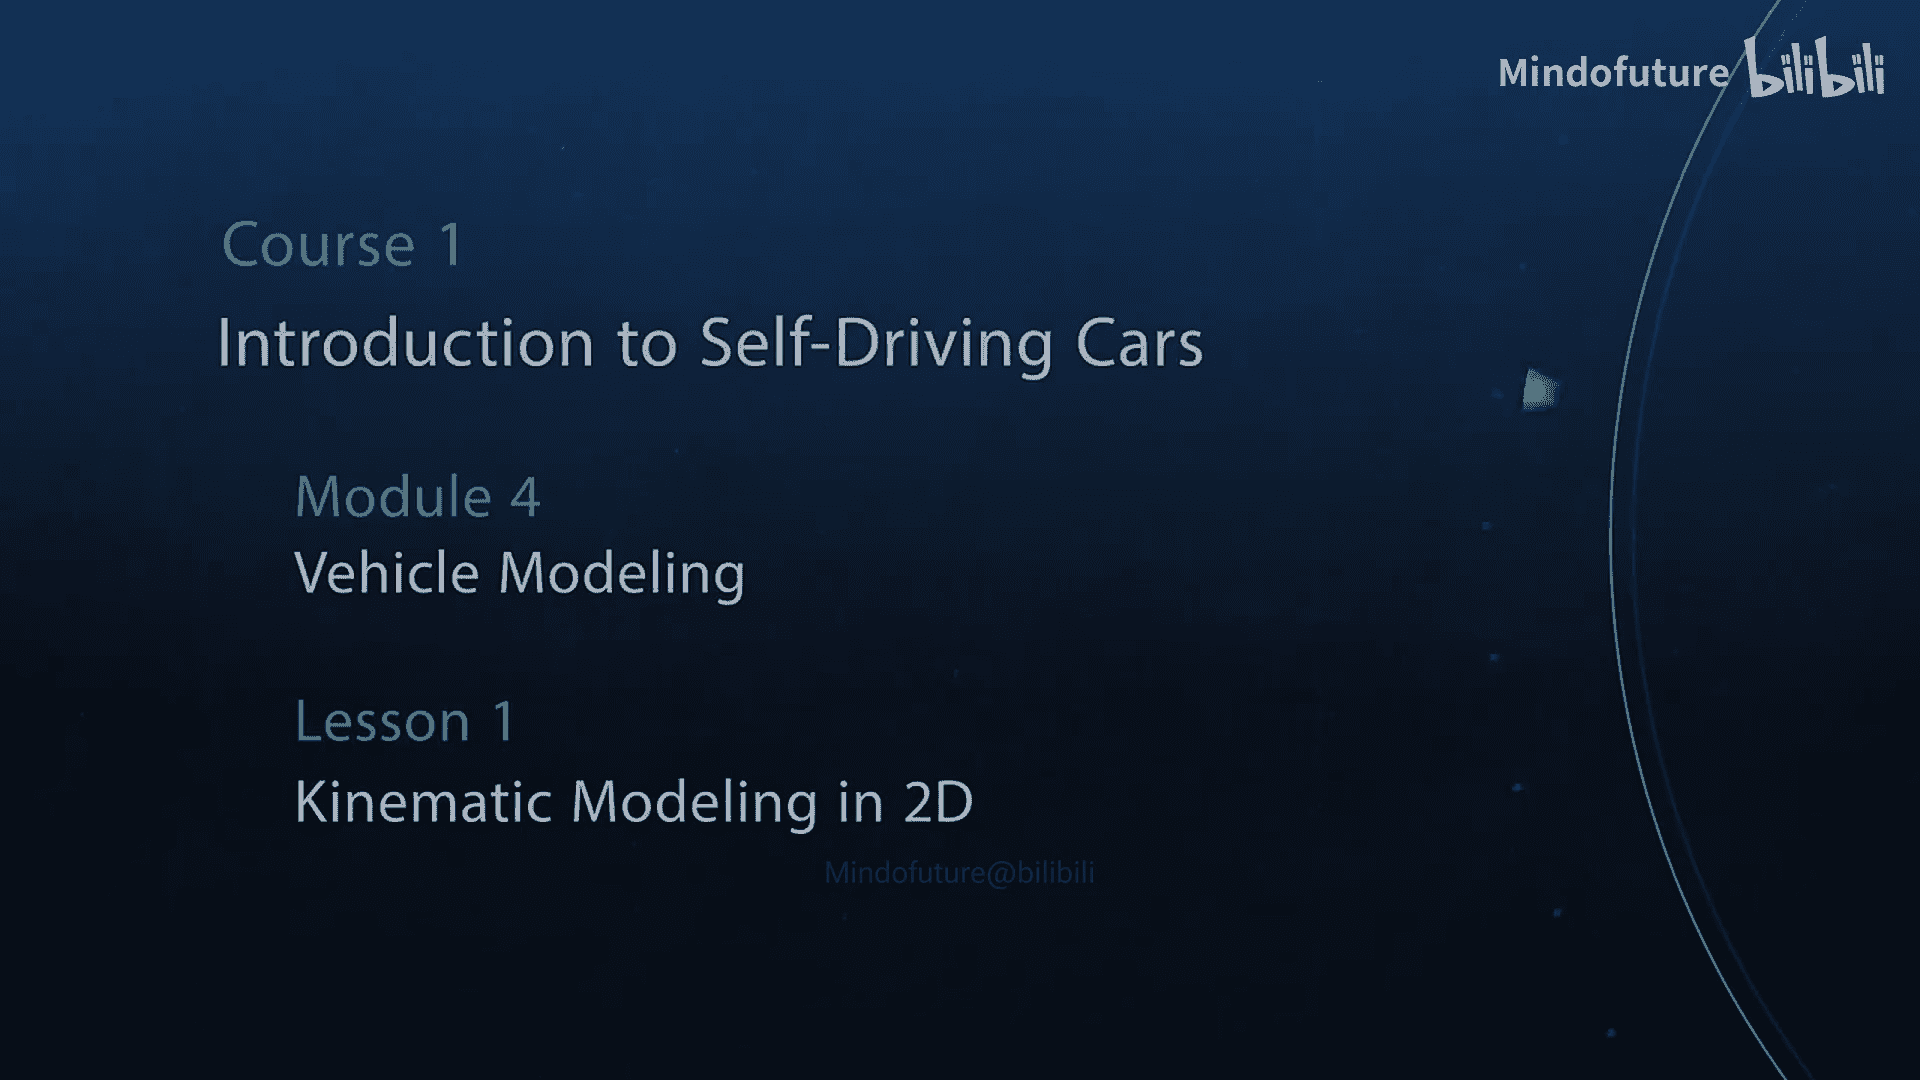 Mindofuture bilibili
Course 1
Introduction to Self-Driving Cars
Module 4
Vehicle Modeling
Lesson 1
Kinematic Modeling in 2D
Mindofuture@bilibili